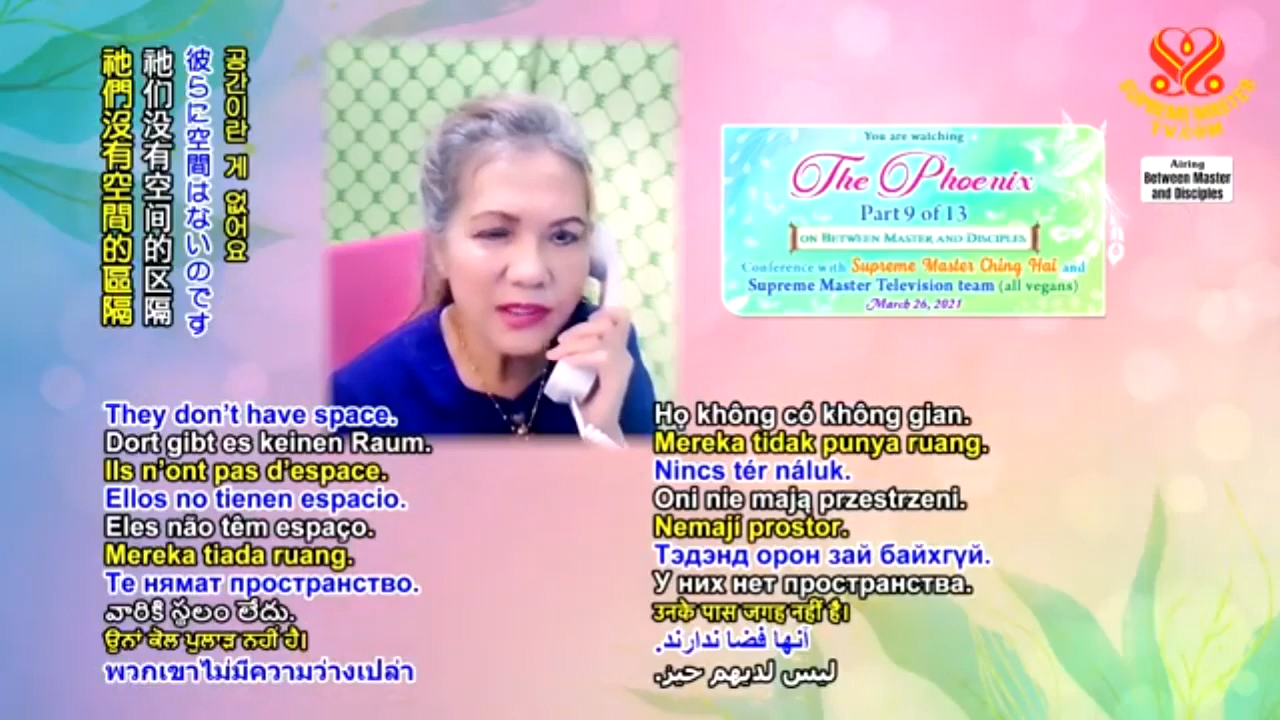 祂們沒有空間的區隔
祂们没有空间的区隔
彼らに空間はないのです
공간이란 게 없어요
You are watching
The Phoenix
Part 9 of 13
ON BETWEEN MASTER AND DISCIPLES
Conference with Supreme Master Ching Hai and
Supreme Master Television team (all vegans)
March 26, 2021
SUPREME MASTER
TV.COM
Airing
Between Master
and Disciples
They don't have space.
Dort gibt es keinen Raum.
Ils n'ont pas d'espace.
Ellos no tienen espacio.
Eles não têm espaço.
Mereka tiada ruang.
Те нямат пространство.
వారికి స్థలం లేదు.
ਉਨਾਂ ਕੋਲ ਪੁਲਾੜ ਨਹੀਂ ਹੈ।
พวกเขาไม่มีความว่างเปล่า
Họ không có không gian.
Mereka tidak punya ruang.
Nincs tér náluk.
Oni nie mają przestrzeni.
Nemají prostor.
Тэдэнд орон зай байхгүй.
У них нет пространства.
उनके पास जगह नहीं है।
آنها فضا ندارند.
ليس لديهم حيز.